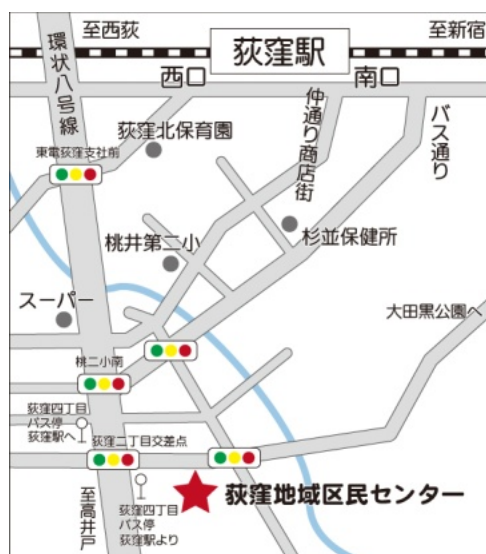 至西荻
荻窪駅
至新宿
環状八号線
西口
南口
荻窪北保育園
仲通り商店街
バス通り
東電荻窪支社前
杉並保健所
桃井第二小
スーパー
大田黒公園へ
桃二小南
荻窪四丁目
バス停
荻窪駅へ
荻窪二丁目交差点
至高井戸
荻窪四丁目
バス停
荻窪駅より
荻窪地域区民センター